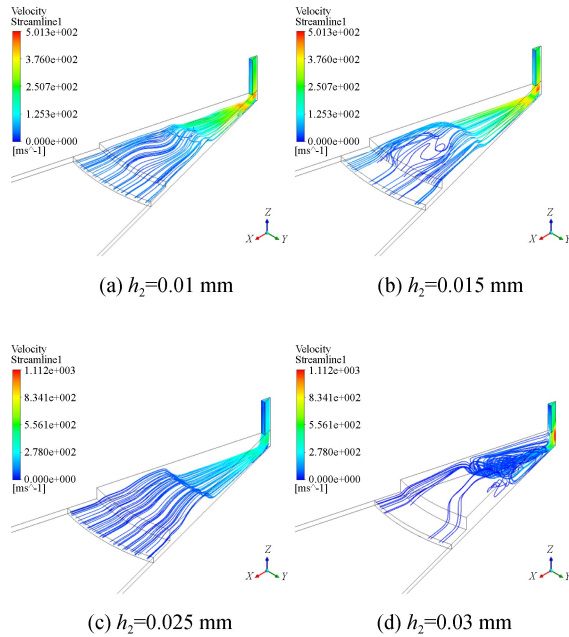 Velocity
Streamline1
5.013e+002
3.760e+002
2.507e+002
1.253e+002
0.000e+000
[ms^-1]
Z
X
Y
(a) h₂=0.01 mm
Velocity
Streamline1
5.013e+002
3.760e+002
2.507e+002
1.253e+002
0.000e+000
[ms^-1]
Z
X
Y
(b) h₂=0.015 mm
Velocity
Streamline1
1.112e+003
8.341e+002
5.561e+002
2.780e+002
0.000e+000
[ms^-1]
Z
X
Y
(c) h₂=0.025 mm
Velocity
Streamline1
1.112e+003
8.341e+002
5.561e+002
2.780e+002
0.000e+000
[ms^-1]
Z
X
Y
(d) h₂=0.03 mm